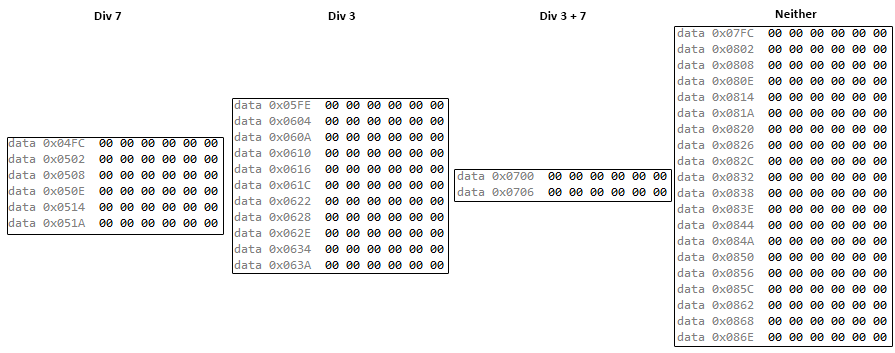 Div 7
data 0x04FC 00 00 00 00 00 00
data 0x0502 00 00 00 00 00 00
data 0x0508 00 00 00 00 00 00
data 0x050E 00 00 00 00 00 00
data 0x0514 00 00 00 00 00 00
data 0x051A 00 00 00 00 00 00
Div 3
data 0x05FE 00 00 00 00 00 00
data 0x0604 00 00 00 00 00 00
data 0x060A 00 00 00 00 00 00
data 0x0610 00 00 00 00 00 00
data 0x0616 00 00 00 00 00 00
data 0x061C 00 00 00 00 00 00
data 0x0622 00 00 00 00 00 00
data 0x0628 00 00 00 00 00 00
data 0x062E 00 00 00 00 00 00
data 0x0634 00 00 00 00 00 00
data 0x063A 00 00 00 00 00 00
Div 3 + 7
data 0x0700 00 00 00 00 00 00
data 0x0706 00 00 00 00 00 00
Neither
data 0x07FC 00 00 00 00 00 00
data 0x0802 00 00 00 00 00 00
data 0x0808 00 00 00 00 00 00
data 0x080E 00 00 00 00 00 00
data 0x0814 00 00 00 00 00 00
data 0x081A 00 00 00 00 00 00
data 0x0820 00 00 00 00 00 00
data 0x0826 00 00 00 00 00 00
data 0x082C 00 00 00 00 00 00
data 0x0832 00 00 00 00 00 00
data 0x0838 00 00 00 00 00 00
data 0x083E 00 00 00 00 00 00
data 0x0844 00 00 00 00 00 00
data 0x084A 00 00 00 00 00 00
data 0x0850 00 00 00 00 00 00
data 0x0856 00 00 00 00 00 00
data 0x085C 00 00 00 00 00 00
data 0x0862 00 00 00 00 00 00
data 0x0868 00 00 00 00 00 00
data 0x086E 00 00 00 00 00 00